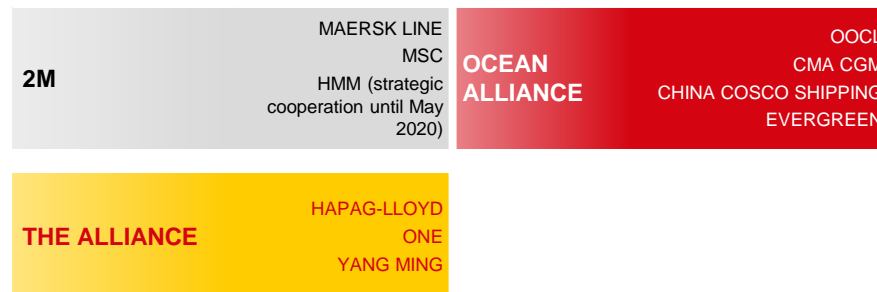 2M
MAERSK LINE
MSC
HMM (strategic
cooperation until May
2020)
OCEAN
ALLIANCE
OOCL
CMA CGM
CHINA COSCO SHIPPING
EVERGREEN
THE ALLIANCE
HAPAG-LLOYD
ONE
YANG MING